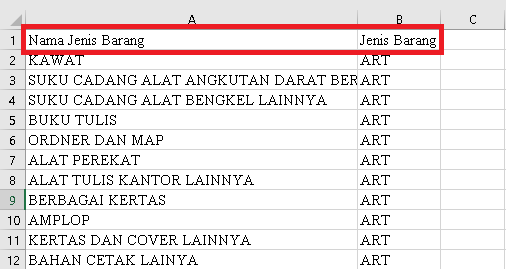 A B C
1 Nama Jenis Barang Jenis Barang
2 KAWAT ART
3 SUKU CADANG ALAT ANGKUTAN DARAT BER ART
4 SUKU CADANG ALAT BENGKEL LAINNYA ART
5 BUKU TULIS ART
6 ORDNER DAN MAP ART
7 ALAT PEREKAT ART
8 ALAT TULIS KANTOR LAINNYA ART
9 BERBAGAI KERTAS ART
10 AMPLOP ART
11 KERTAS DAN COVER LAINNYA ART
12 BAHAN CETAK LAINYA ART